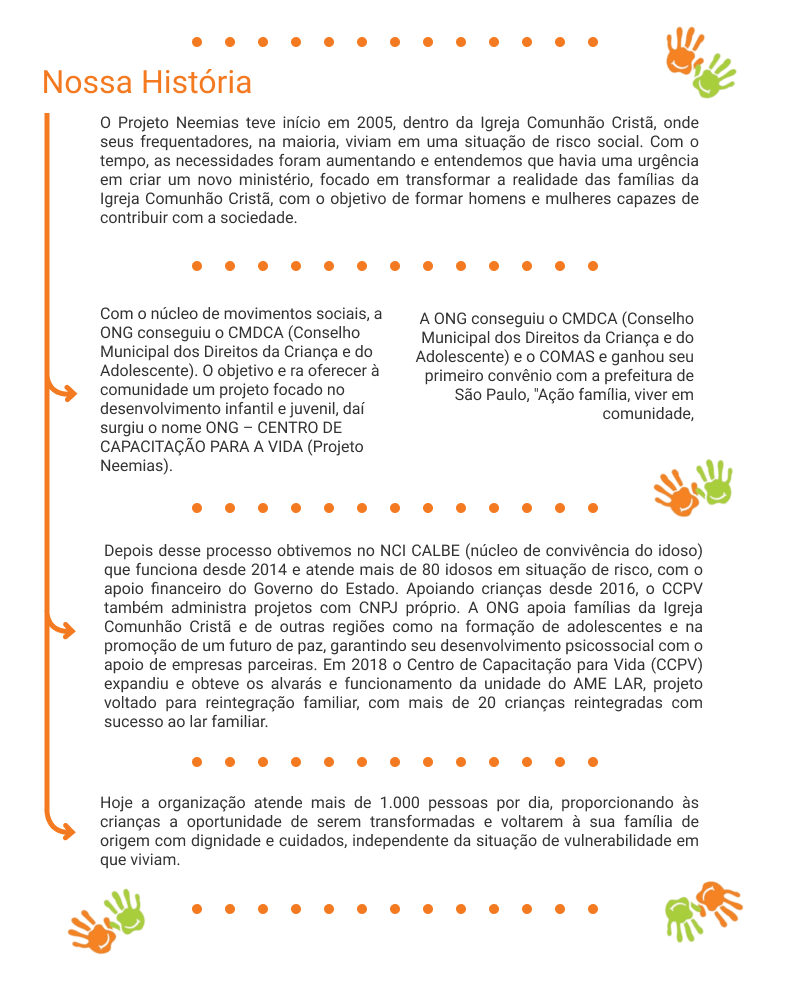 Nossa História
O Projeto Neemias teve início em 2005, dentro da Igreja Comunhão Cristã, onde
seus frequentadores, na maioria, viviam em uma situação de risco social. Com o
tempo, as necessidades foram aumentando e entendemos que havia uma urgência
em criar um novo ministério, focado em transformar a realidade das famílias da
Igreja Comunhão Cristã, com o objetivo de formar homens e mulheres capazes de
contribuir com a sociedade.
Com o núcleo de movimentos sociais, a
ONG conseguiu o CMDCA (Conselho
Municipal dos Direitos da Criança e do
Adolescente). O objetivo e ra oferecer à
comunidade um projeto focado no
desenvolvimento infantil e juvenil, daí
surgiu o nome ONG – CENTRO DE
CAPACITAÇÃO PARA A VIDA (Projeto
Neemias).
A ONG conseguiu o CMDCA (Conselho
Municipal dos Direitos da Criança e do
Adolescente) e o COMAS e ganhou seu
primeiro convênio com a prefeitura de
São Paulo, "Ação família, viver em
comunidade,
Depois desse processo obtivemos no NCI CALBE (núcleo de convivência do idoso)
que funciona desde 2014 e atende mais de 80 idosos em situação de risco, com o
apoio financeiro do Governo do Estado. Apoiando crianças desde 2016, o CCPV
também administra projetos com CNPJ próprio. A ONG apoia famílias da Igreja
Comunhão Cristã e de outras regiões como na formação de adolescentes e na
promoção de um futuro de paz, garantindo seu desenvolvimento psicossocial com o
apoio de empresas parceiras. Em 2018 o Centro de Capacitação para Vida (CCPV)
expandiu e obteve os alvarás e funcionamento da unidade do AME LAR, projeto
voltado para reintegração familiar, com mais de 20 crianças reintegradas com
sucesso ao lar familiar.
Hoje a organização atende mais de 1.000 pessoas por dia, proporcionando às
crianças a oportunidade de serem transformadas e voltarem à sua família de
origem com dignidade e cuidados, independente da situação de vulnerabilidade em
que viviam.